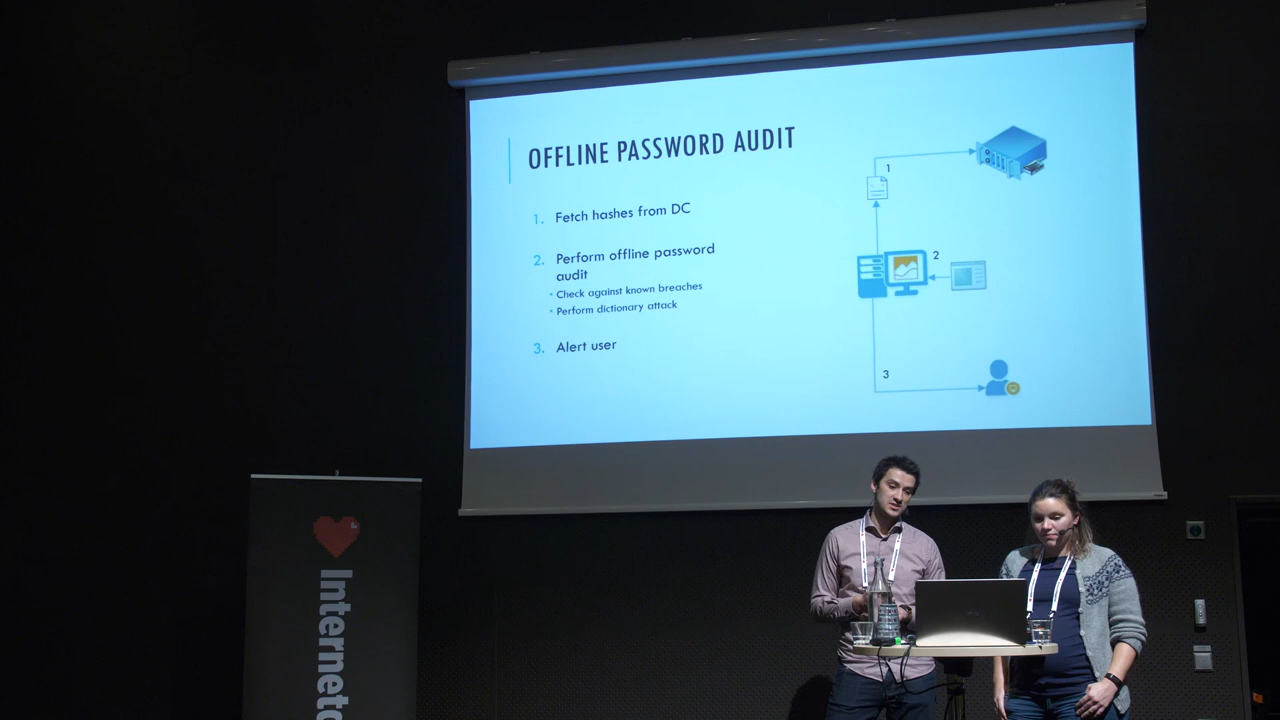 OFFLINE PASSWORD AUDIT
1. Fetch hashes from DC
2. Perform offline password
audit
• Check against known breaches
• Perform dictionary attack
3. Alert user
1
2
3